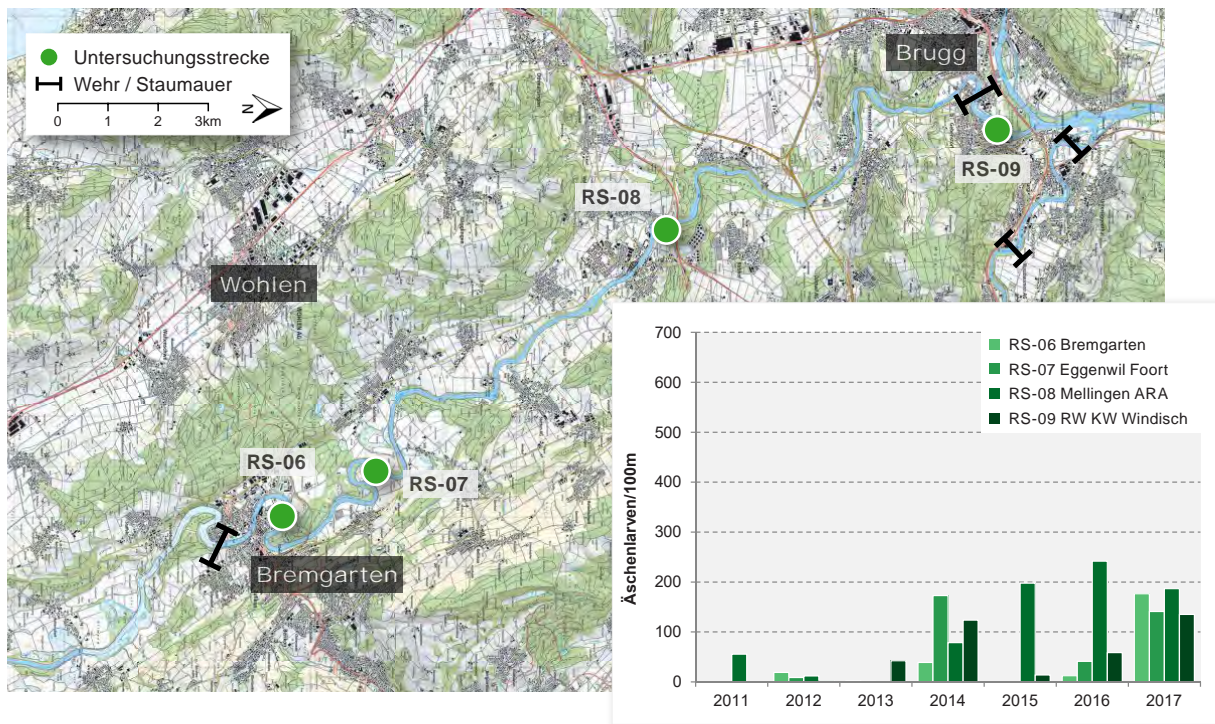 Untersuchungsstrecke
Wehr / Staumauer
0 1 2 3km
N
Brugg
RS-09
RS-08
Wohlen
RS-06
RS-07
Bremgarten
Äschenlarven/100m
700
600
500
400
300
200
100
0
RS-06 Bremgarten
RS-07 Eggenwil Foort
RS-08 Mellingen ARA
RS-09 RW KW Windisch
2011 2012 2013 2014 2015 2016 2017